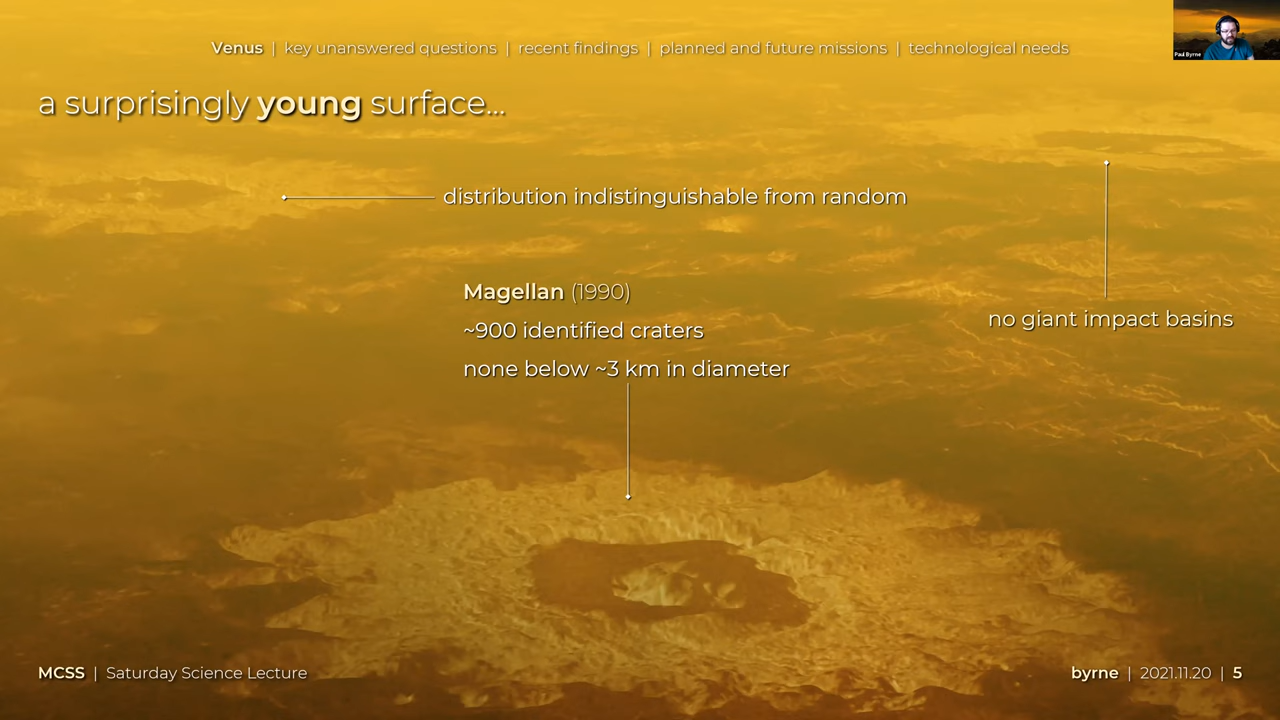 Venus | key unanswered questions | recent findings | planned and future missions | technological needs
Paul Byrne
a surprisingly young surface...
distribution indistinguishable from random
Magellan (1990)
~900 identified craters
none below ~3 km in diameter
no giant impact basins
MCSS | Saturday Science Lecture
byrne | 2021.11.20 | 5